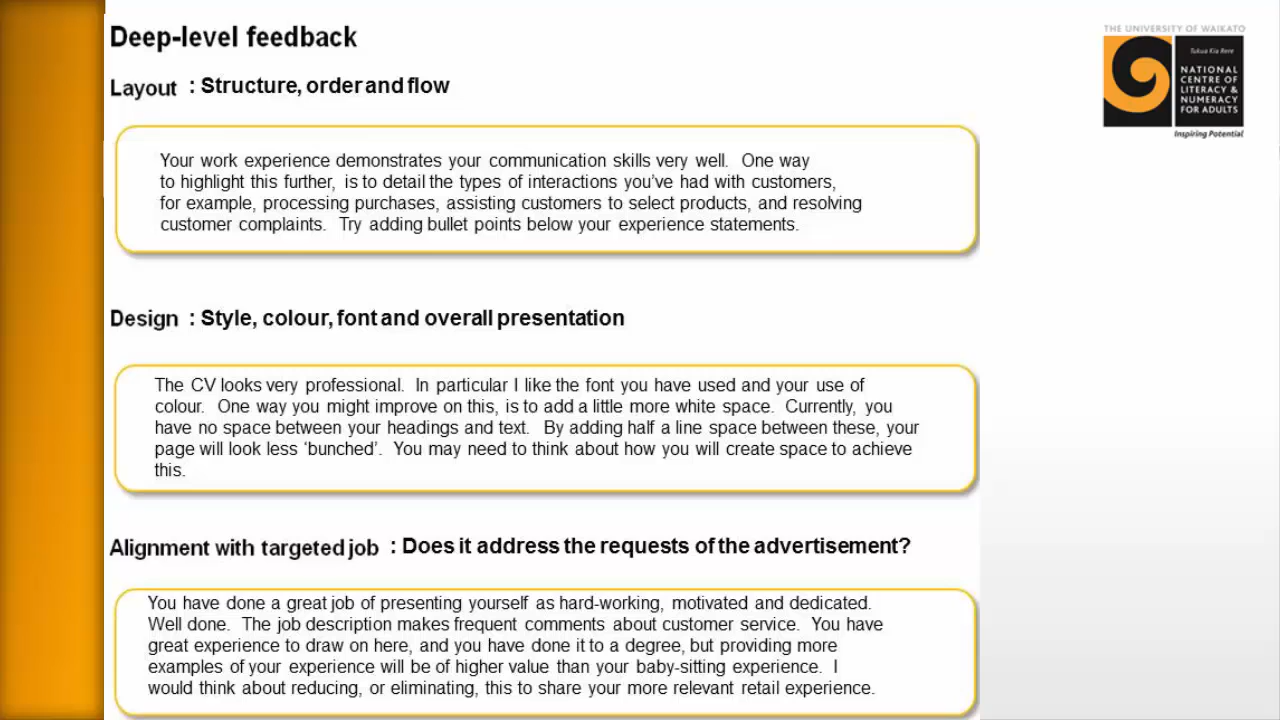 Deep-level feedback
THE UNIVERSITY OF WAIKATO
Tukua Kia Rere
NATIONAL
CENTRE OF
LITERACY &
NUMERACY
FOR ADULTS
Inspiring Potential
Layout : Structure, order and flow
Your work experience demonstrates your communication skills very well. One way
to highlight this further, is to detail the types of interactions you've had with customers,
for example, processing purchases, assisting customers to select products, and resolving
customer complaints. Try adding bullet points below your experience statements.
Design : Style, colour, font and overall presentation
The CV looks very professional. In particular I like the font you have used and your use of
colour. One way you might improve on this, is to add a little more white space. Currently, you
have no space between your headings and text. By adding half a line space between these, your
page will look less ‘bunched’. You may need to think about how you will create space to achieve
this.
Alignment with targeted job : Does it address the requests of the advertisement?
You have done a great job of presenting yourself as hard-working, motivated and dedicated.
Well done. The job description makes frequent comments about customer service. You have
great experience to draw on here, and you have done it to a degree, but providing more
examples of your experience will be of higher value than your baby-sitting experience. I
would think about reducing, or eliminating, this to share your more relevant retail experience.